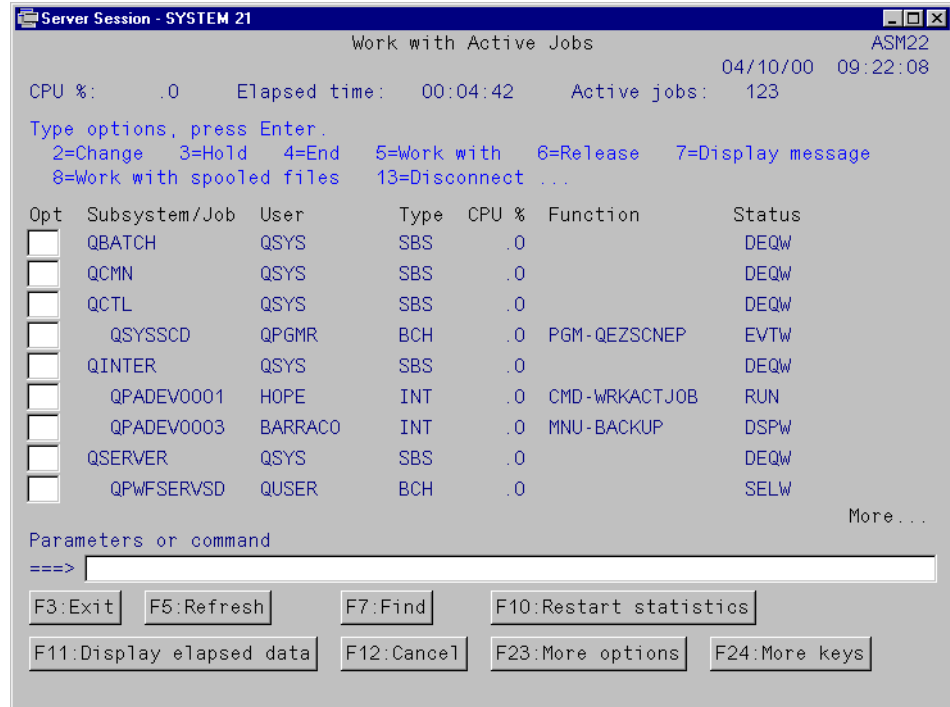 Server Session - SYSTEM 21
Work with Active Jobs ASM22
04/10/00 09:22:08
CPU %: .0 Elapsed time: 00:04:42 Active jobs: 123
Type options, press Enter.
2=Change 3=Hold 4=End 5=Work with 6=Release 7=Display message
8=Work with spooled files 13=Disconnect ...
Opt Subsystem/Job User Type CPU % Function Status
QBATCH QSYS SBS .0 DEQW
QCMN QSYS SBS .0 DEQW
QCTL QSYS SBS .0 DEQW
QSYSSCD QPGMR BCH .0 PGM-QEZSCNEP EVTW
QINTER QSYS SBS .0 DEQW
QPADEV0001 HOPE INT .0 CMD-WRKACTJOB RUN
QPADEV0003 BARRACO INT .0 MNU-BACKUP DSPW
QSERVER QSYS SBS .0 DEQW
QPWFSERVSD QUSER BCH .0 SELW
More...
Parameters or command
===>
F3:Exit F5:Refresh F7:Find F10:Restart statistics
F11:Display elapsed data F12:Cancel F23:More options F24:More keys